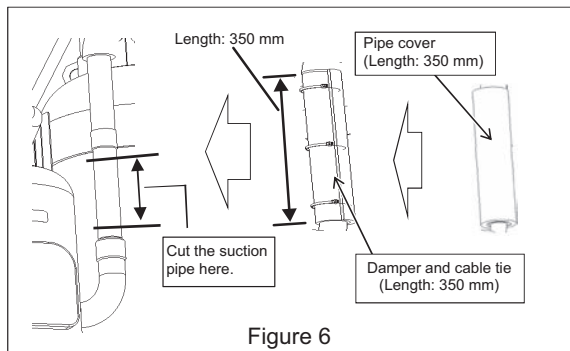 Length: 350 mm
Pipe cover
(Length: 350 mm)
Cut the suction
pipe here.
Damper and cable tie
(Length: 350 mm)
Figure 6